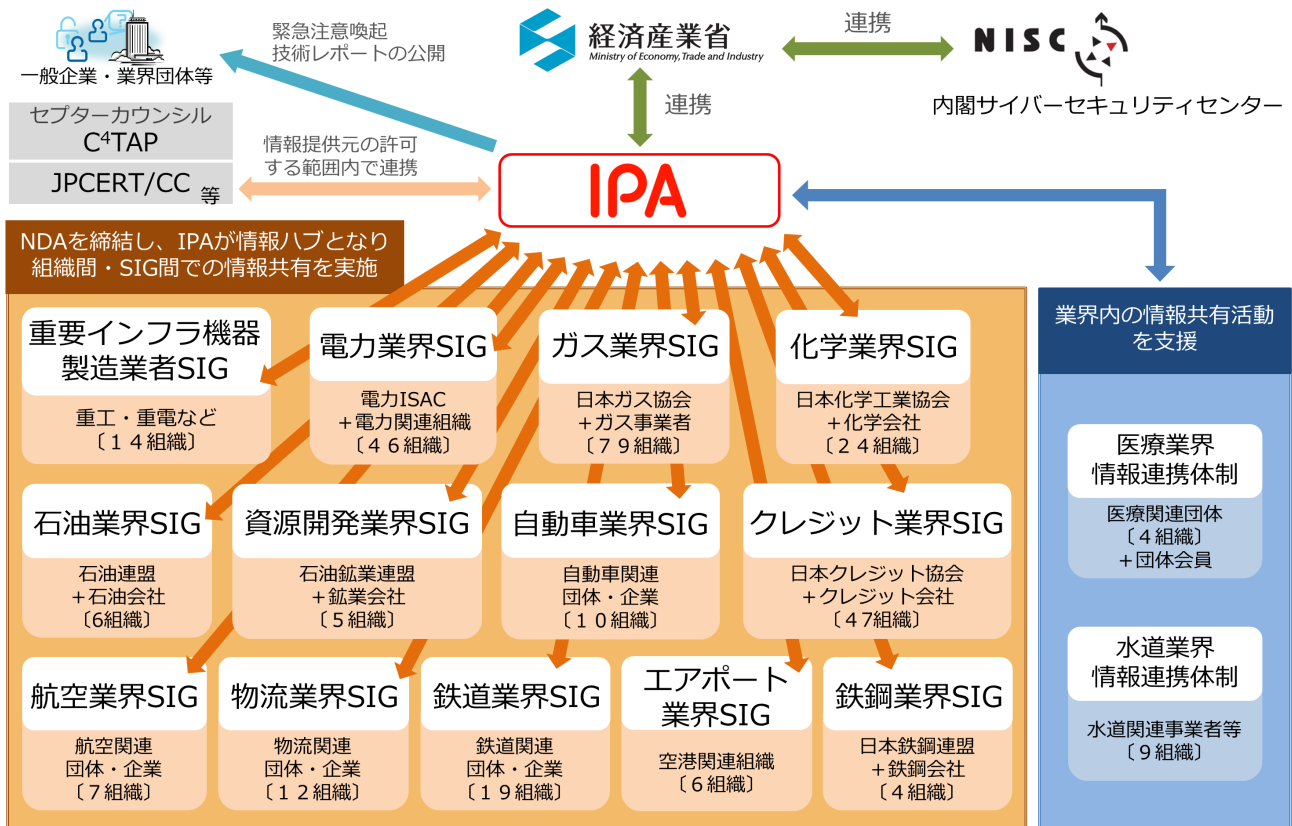 緊急注意喚起
技術レポートの公開
一般企業・業界団体等
経済産業省
Ministry of Economy, Trade and Industry
連携
NISC
内閣サイバーセキュリティセンター
連携
セプターカウンシル
C⁴TAP
JPCERT/CC 等
情報提供元の許可
する範囲内で連携
IPA
NDAを締結し、IPAが情報ハブとなり
組織間・SIG間での情報共有を実施
重要インフラ機器
製造業者SIG
重工・重電など
〔14組織〕
電力業界SIG
電力ISAC
+電力関連組織
〔46組織〕
ガス業界SIG
日本ガス協会
+ガス事業者
〔79組織〕
化学業界SIG
日本化学工業協会
+化学会社
〔24組織〕
石油業界SIG
石油連盟
+石油会社
〔6組織〕
資源開発業界SIG
石油鉱業連盟
+鉱業会社
〔5組織〕
自動車業界SIG
自動車関連
団体・企業
〔10組織〕
クレジット業界SIG
日本クレジット協会
+クレジット会社
〔47組織〕
航空業界SIG
航空関連
団体・企業
〔7組織〕
物流業界SIG
物流関連
団体・企業
〔12組織〕
鉄道業界SIG
鉄道関連
団体・企業
〔19組織〕
エアポート
業界SIG
空港関連組織
〔6組織〕
鉄鋼業界SIG
日本鉄鋼連盟
+鉄鋼会社
〔4組織〕
業界内の情報共有活動
を支援
医療業界
情報連携体制
医療関連団体
〔4組織〕
+団体会員
水道業界
情報連携体制
水道関連事業者等
〔9組織〕